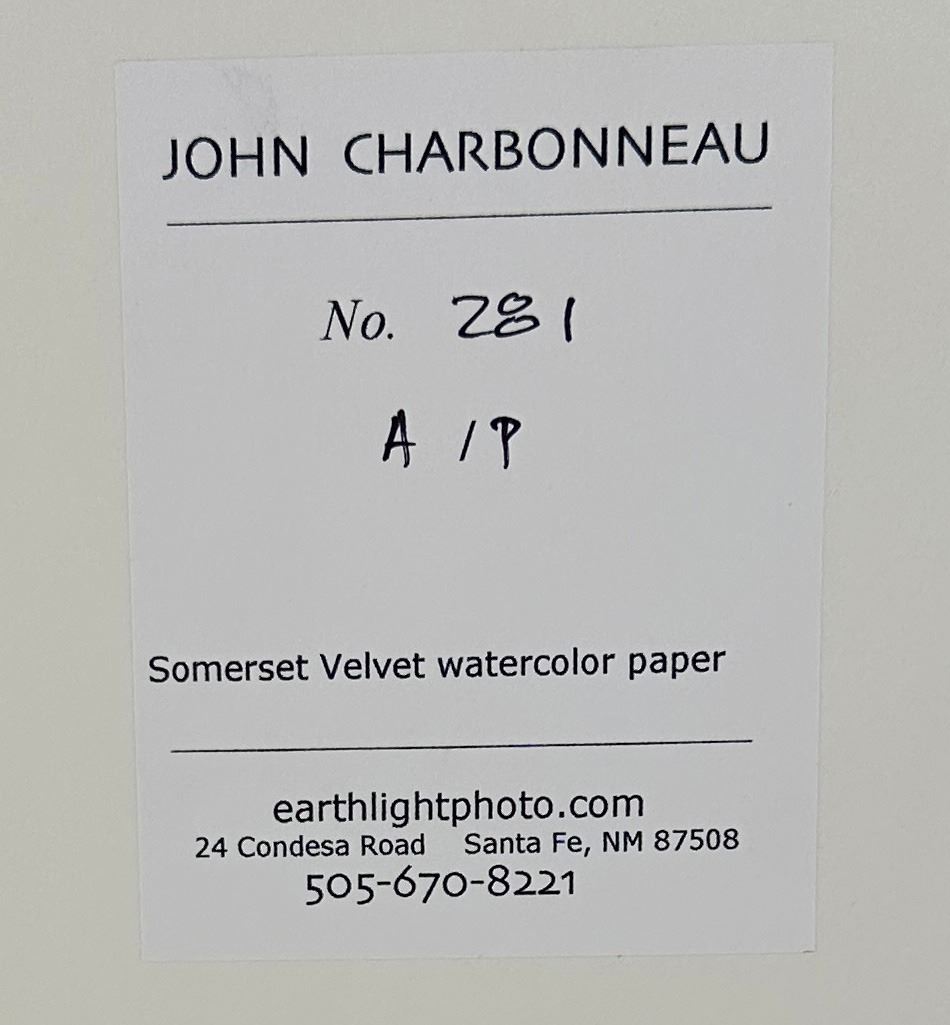 JOHN CHARBONNEAU
No. 281
A/P
Somerset Velvet watercolor paper
earthlightphoto.com
24 Condesa Road Santa Fe, NM 87508
505-670-8221